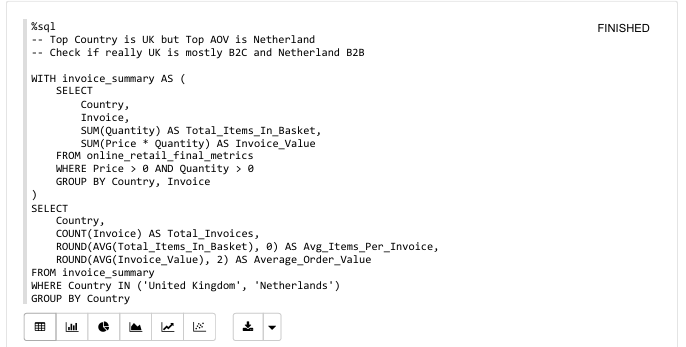 %sql
FINISHED
-- Top Country is UK but Top AOV is Netherland
-- Check if really UK is mostly B2C and Netherland B2B
WITH invoice_summary AS (
SELECT
Country,
Invoice,
SUM(Quantity) AS Total_Items_In_Basket,
SUM(Price * Quantity) AS Invoice_Value
FROM online_retail_final_metrics
WHERE Price > 0 AND Quantity > 0
GROUP BY Country, Invoice
)
SELECT
Country,
COUNT(Invoice) AS Total_Invoices,
ROUND(AVG(Total_Items_In_Basket), 0) AS Avg_Items_Per_Invoice,
ROUND(AVG(Invoice_Value), 2) AS Average_Order_Value
FROM invoice_summary
WHERE Country IN ('United Kingdom', 'Netherlands')
GROUP BY Country